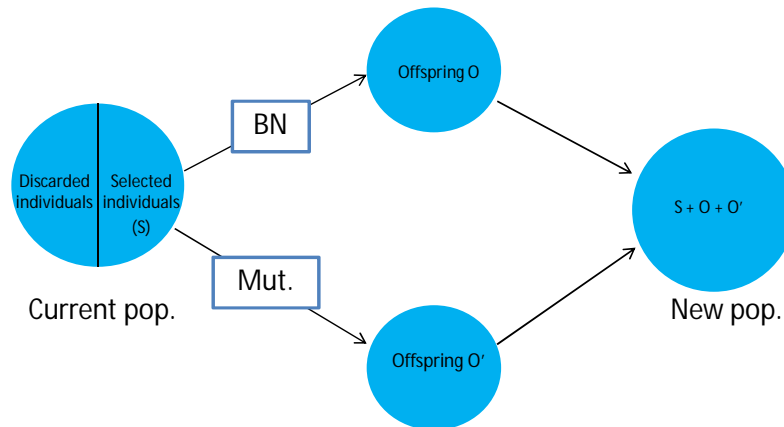 Offspring O
BN
Discarded
individuals
Selected
individuals
(S)
S + O + O'
Mut.
Current pop.
New pop.
Offspring O'